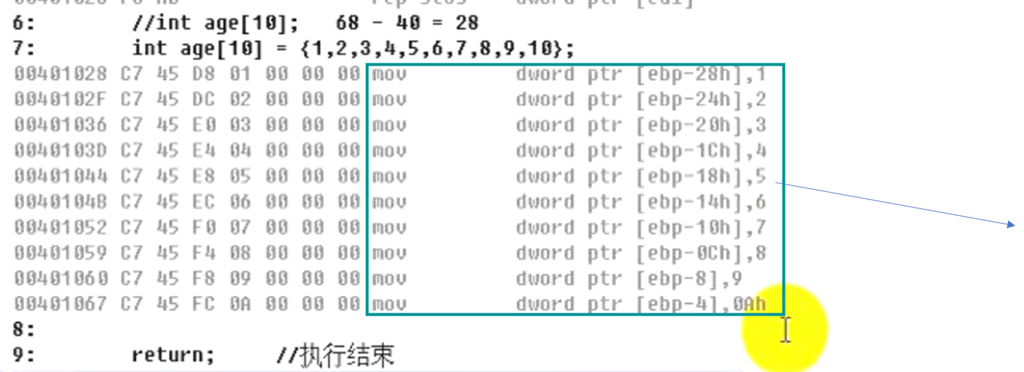 6: //int age[10]; 68 - 40 = 28
7: int age[10] = {1,2,3,4,5,6,7,8,9,10};
00401028 C7 45 D8 01 00 00 00 mov dword ptr [ebp-28h],1
0040102F C7 45 DC 02 00 00 00 mov dword ptr [ebp-24h],2
00401036 C7 45 E0 03 00 00 00 mov dword ptr [ebp-20h],3
0040103D C7 45 E4 04 00 00 00 mov dword ptr [ebp-1Ch],4
00401044 C7 45 E8 05 00 00 00 mov dword ptr [ebp-18h],5
0040104B C7 45 EC 06 00 00 00 mov dword ptr [ebp-14h],6
00401052 C7 45 F0 07 00 00 00 mov dword ptr [ebp-10h],7
00401059 C7 45 F4 08 00 00 00 mov dword ptr [ebp-0Ch],8
00401060 C7 45 F8 09 00 00 00 mov dword ptr [ebp-8],9
00401067 C7 45 FC 0A 00 00 00 mov dword ptr [ebp-4],0Ah
8:
9: return; //执行结束